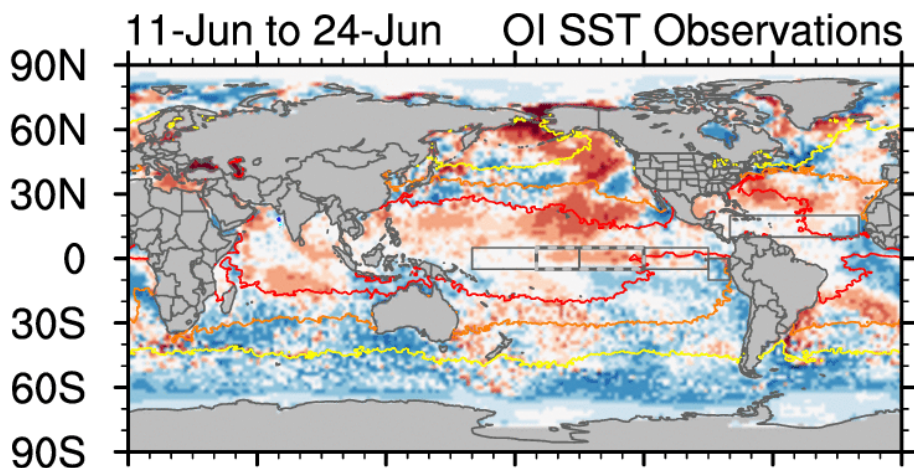 11-Jun to 24-Jun OI SST Observations
90N
60N
30N
0
30S
60S
90S